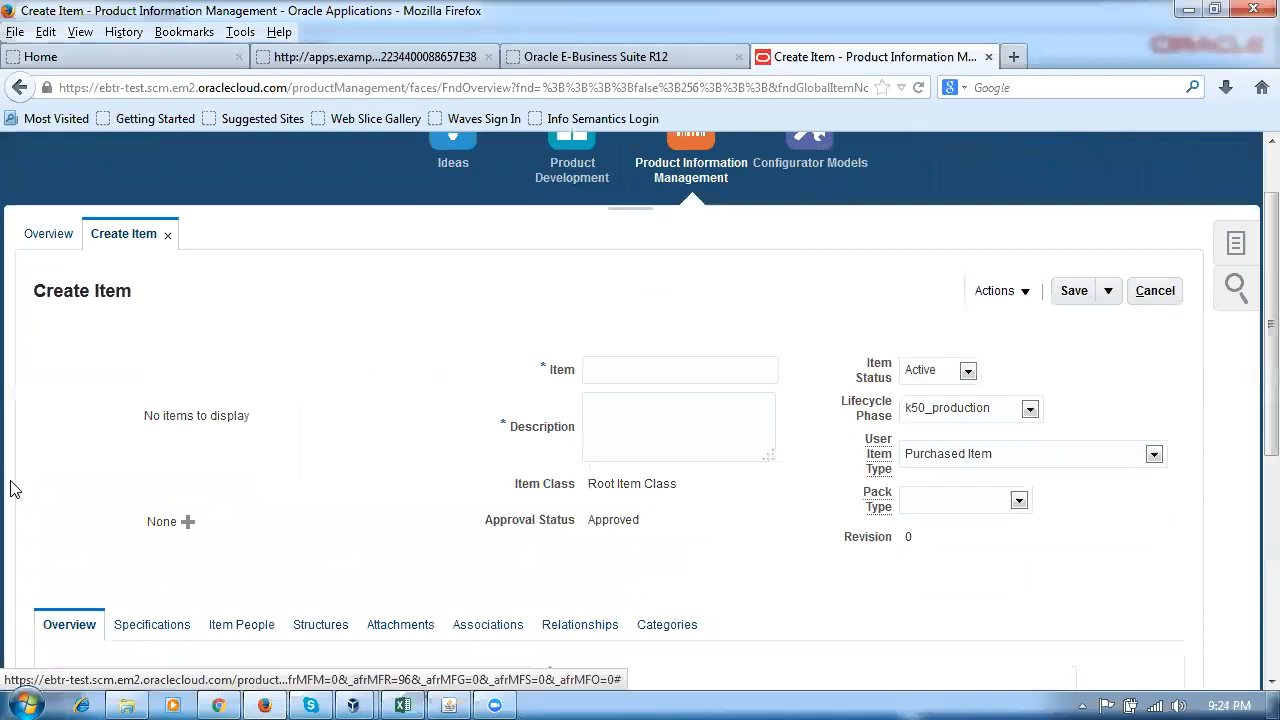 Create Item - Product Information Management - Oracle Applications - Mozilla Firefox
File Edit View History Bookmarks Tools Help
Home
http://apps.examp...2234400088657E38
Oracle E-Business Suite R12
Create Item - Product Information M...
https://ebtr-test.scm.em2.oraclecloud.com/productManagement/faces/FndOverview?fnd=%3B%3B%3B%3Bfalse%3B256%3B%3B%3B&fndGlobalItemNc
Google
Most Visited Getting Started Suggested Sites Web Slice Gallery Waves Sign In Info Semantics Login
Ideas
Product Development
Product Information Management
Configurator Models
Overview
Create Item
Create Item
Actions
Save
Cancel
* Item
Item Status
Active
No items to display
Lifecycle Phase
k50_production
* Description
User Item Type
Purchased Item
Item Class
Root Item Class
Pack Type
Approval Status
Approved
None
Revision
0
Overview Specifications Item People Structures Attachments Associations Relationships Categories
https://ebtr-test.scm.em2.oraclecloud.com/product...frMFM=0&_afrMFR=96&_afrMFG=0&_afrMFS=0&_afrMFO=0#
9:24 PM